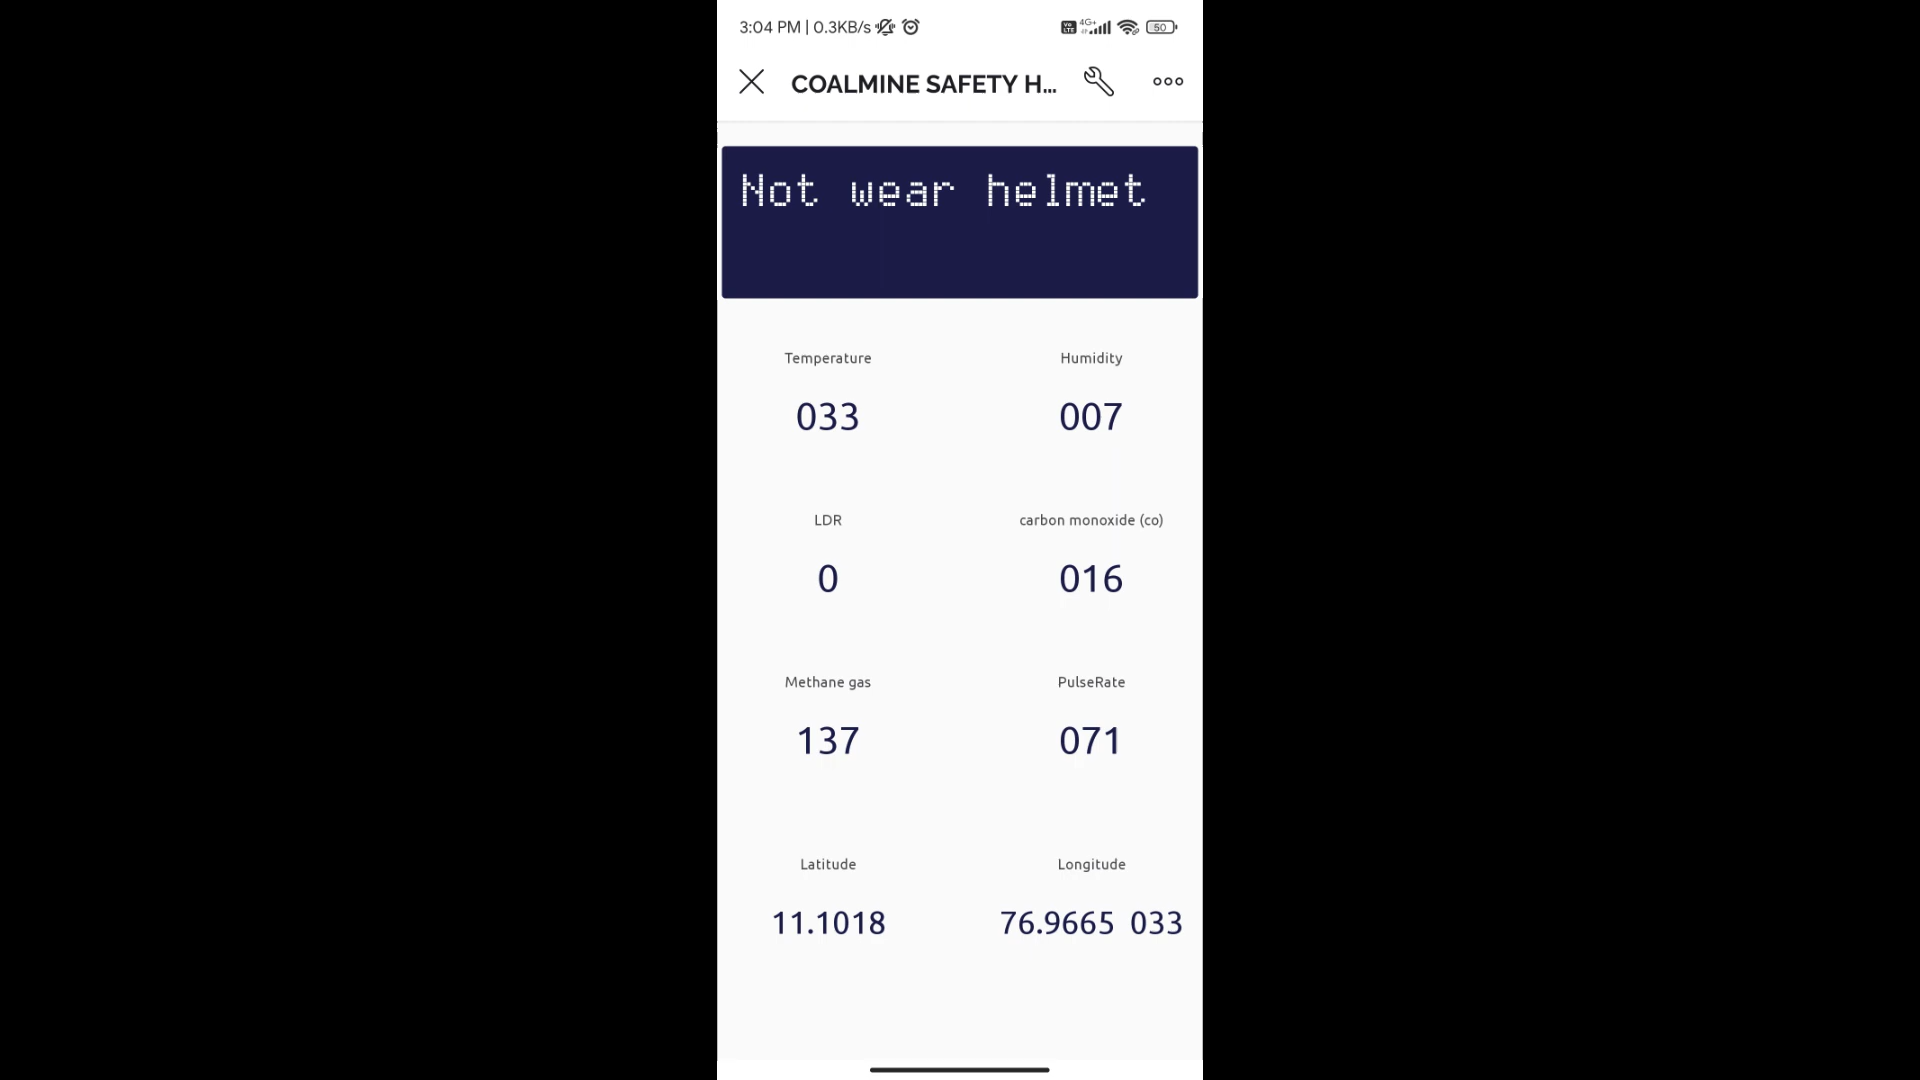 3:04 PM | 0.3KB/s 4G+ 50
COALMINE SAFETY H...
Not wear helmet
Temperature Humidity
033 007
LDR carbon monoxide (co)
0 016
Methane gas PulseRate
137 071
Latitude Longitude
11.1018 76.9665 033